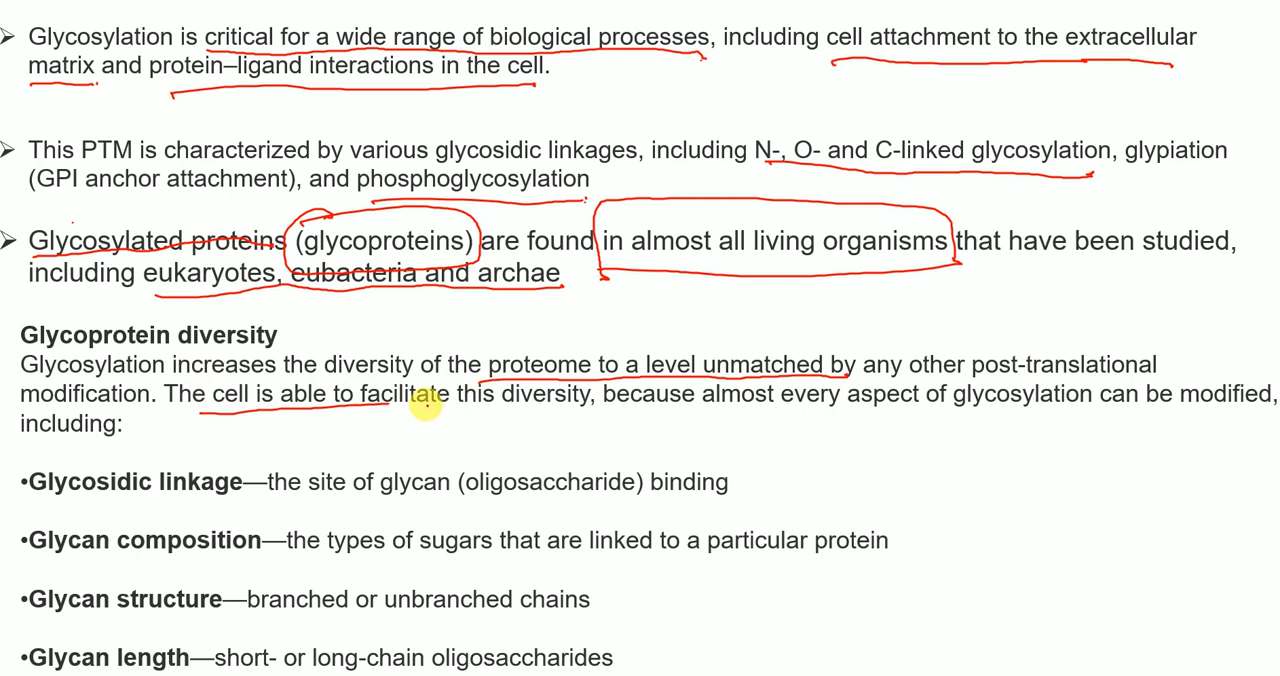 ➢ Glycosylation is critical for a wide range of biological processes, including cell attachment to the extracellular
matrix and protein–ligand interactions in the cell.
➢ This PTM is characterized by various glycosidic linkages, including N-, O- and C-linked glycosylation, glypiation
(GPI anchor attachment), and phosphoglycosylation
➢ Glycosylated proteins (glycoproteins) are found in almost all living organisms that have been studied,
including eukaryotes, eubacteria and archae
Glycoprotein diversity
Glycosylation increases the diversity of the proteome to a level unmatched by any other post-translational
modification. The cell is able to facilitate this diversity, because almost every aspect of glycosylation can be modified,
including:
•Glycosidic linkage—the site of glycan (oligosaccharide) binding
•Glycan composition—the types of sugars that are linked to a particular protein
•Glycan structure—branched or unbranched chains
•Glycan length—short- or long-chain oligosaccharides